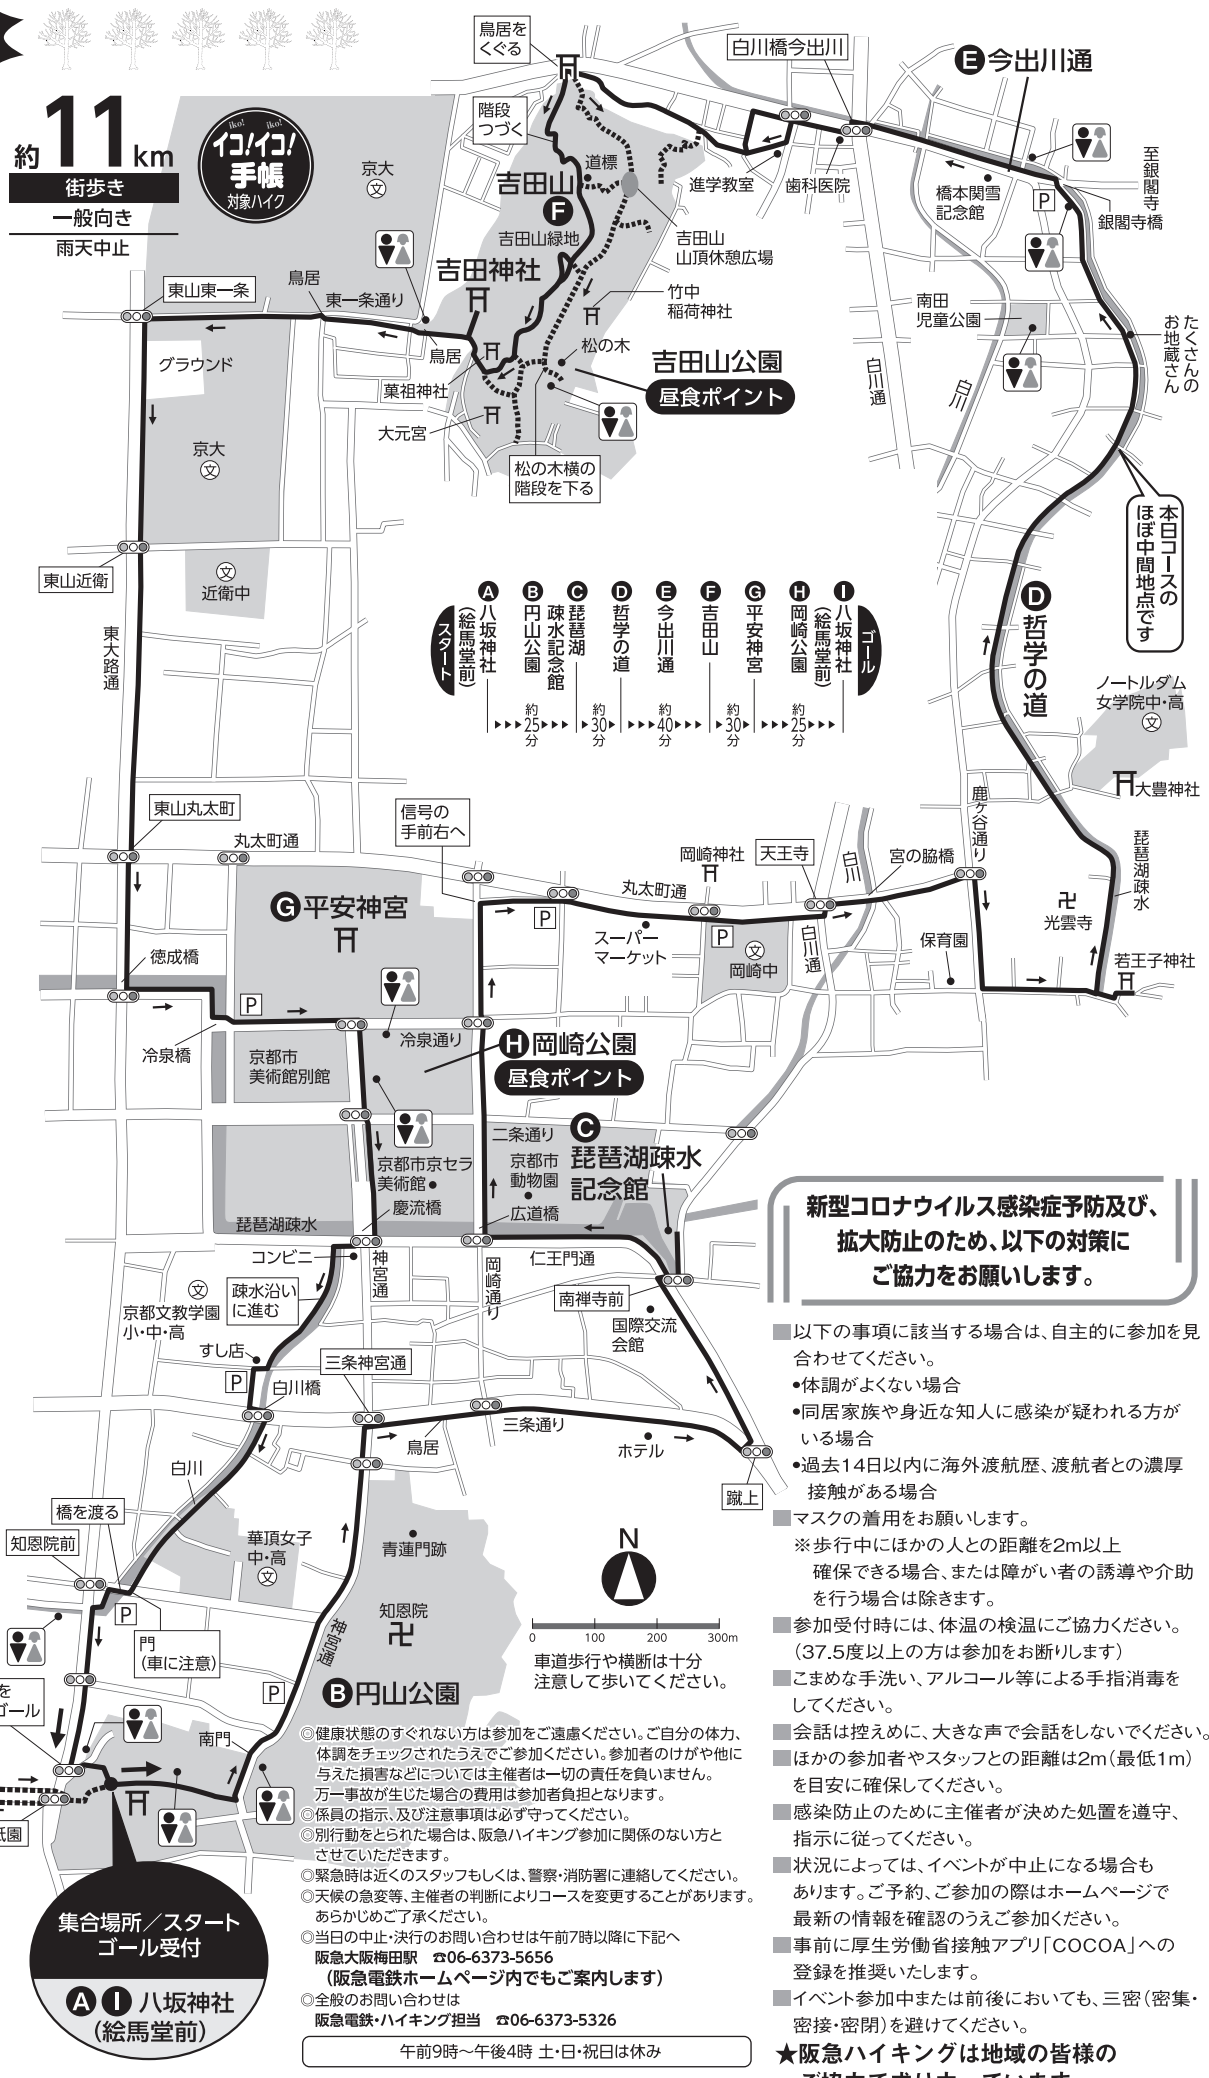 約11km
街歩き
一般向き
雨天中止
iko! iko!
イコ!イコ!
手帳
対象ハイク
鳥居を
くぐる
白川橋今出川
E 今出川通
階段
つづく
京大
文
道標
吉田山
F
吉田山緑地
進学教室
歯科医院
橋本関雪
記念館
P
至銀閣寺
銀閣寺橋
吉田山
山頂休憩広場
吉田神社
東山東一条
鳥居
東一条通り
竹中
稲荷神社
南田
児童公園
たくさんの
お地蔵さん
グラウンド
鳥居
松の木
吉田山公園
昼食ポイント
菓祖神社
大元宮
白川通
白川
京大
文
松の木横の
階段を下る
本日コースの
ほぼ中間地点です
東山近衛
文
近衛中
東大路通
スタート
A 八坂神社
(絵馬堂前)
B 円山公園
C 琵琶湖
疏水記念館
D 哲学の道
E 今出川通
F 吉田山
G 平安神宮
H 岡崎公園
I 八坂神社
(絵馬堂前)
ゴール
約25分
約30分
約40分
約30分
約25分
D 哲学の道
ノートルダム
女学院中・高
文
大豊神社
東山丸太町
丸太町通
信号の
手前右へ
岡崎神社
天王寺
白川
宮の脇橋
鹿ヶ谷通り
琵琶湖疏水
G 平安神宮
丸太町通
P
スーパー
マーケット
P
文
岡崎中
白川通
保育園
光雲寺
若王子神社
徳成橋
P
冷泉橋
京都市
美術館別館
冷泉通り
H 岡崎公園
昼食ポイント
二条通り
C
琵琶湖疏水
記念館
京都市京セラ
美術館
京都市
動物園
慶流橋
広道橋
琵琶湖疏水
コンビニ
神宮通
岡崎通り
仁王門通
文
京都文教学園
小・中・高
疎水沿い
に進む
南禅寺前
国際交流
会館
すし店
P
三条神宮通
白川橋
鳥居
三条通り
ホテル
蹴上
白川
橋を渡る
知恩院前
華頂女子
中・高
文
青蓮門跡
P
門
(車に注意)
知恩院
神宮通
N
0 100 200 300m
車道歩行や横断は十分
注意して歩いてください。
を
ゴール
P
B 円山公園
南門
園
集合場所/スタート
ゴール受付
A I 八坂神社
(絵馬堂前)
◎健康状態のすぐれない方は参加をご遠慮ください。ご自分の体力、
体調をチェックされたうえでご参加ください。参加者のけがや他に
与えた損害などについては主催者は一切の責任を負いません。
万一事故が生じた場合の費用は参加者負担となります。
◎係員の指示、及び注意事項は必ず守ってください。
◎別行動をとられた場合は、阪急ハイキング参加に関係のない方と
させていただきます。
◎緊急時は近くのスタッフもしくは、警察・消防署に連絡してください。
◎天候の急変等、主催者の判断によりコースを変更することがあります。
あらかじめご了承ください。
◎当日の中止・決行のお問い合わせは午前7時以降に下記へ
阪急大阪梅田駅 ☎06-6373-5656
(阪急電鉄ホームページ内でもご案内します)
◎全般のお問い合わせは
阪急電鉄・ハイキング担当 ☎06-6373-5326
午前9時〜午後4時 土・日・祝日は休み
新型コロナウイルス感染症予防及び、
拡大防止のため、以下の対策に
ご協力をお願いします。
■以下の事項に該当する場合は、自主的に参加を見
合わせてください。
•体調がよくない場合
•同居家族や身近な知人に感染が疑われる方が
いる場合
•過去14日以内に海外渡航歴、渡航者との濃厚
接触がある場合
■マスクの着用をお願いします。
※歩行中にほかの人との距離を2m以上
確保できる場合、または障がい者の誘導や介助
を行う場合は除きます。
■参加受付時には、体温の検温にご協力ください。
(37.5度以上の方は参加をお断りします)
■こまめな手洗い、アルコール等による手指消毒を
してください。
■会話は控えめに、大きな声で会話をしないでください。
■ほかの参加者やスタッフとの距離は2m(最低1m)
を目安に確保してください。
■感染防止のために主催者が決めた処置を遵守、
指示に従ってください。
■状況によっては、イベントが中止になる場合も
あります。ご予約、ご参加の際はホームページで
最新の情報を確認のうえご参加ください。
■事前に厚生労働省接触アプリ「COCOA」への
登録を推奨いたします。
■イベント参加中または前後においても、三密(密集・
密接・密閉)を避けてください。
★阪急ハイキングは地域の皆様の